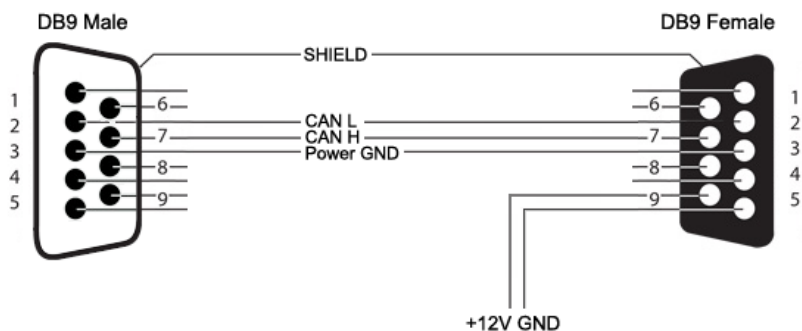 DB9 Male DB9 Female
SHIELD
1 6 6 1
2 CAN L 2
7 CAN H 7
3 Power GND 3
8 8
4 4
9 9
5 5
+12V GND